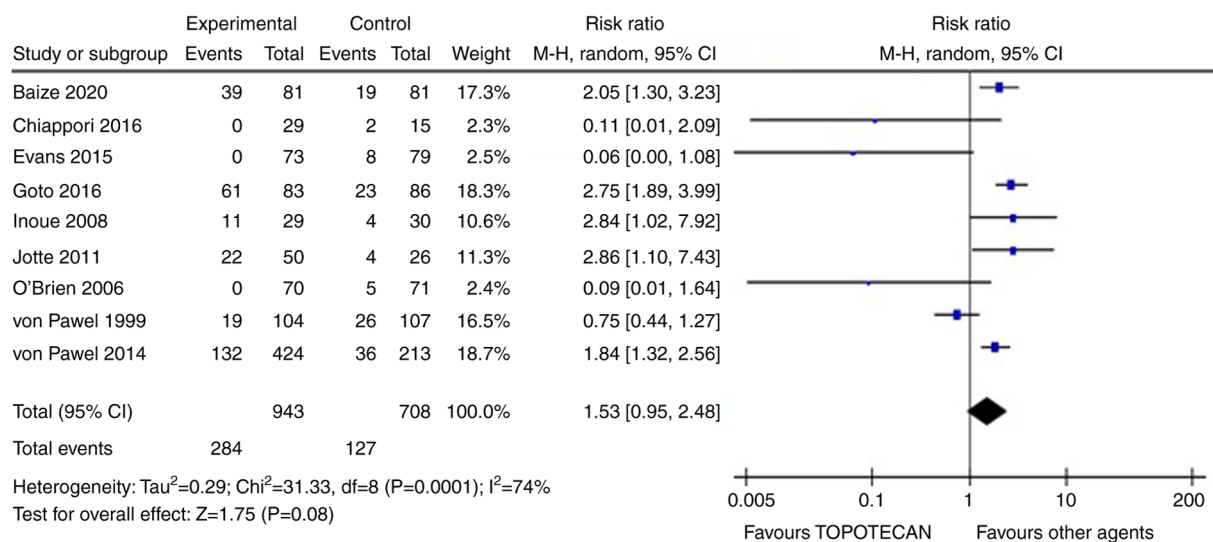 Experimental Control Risk ratio Risk ratio
Study or subgroup Events Total Events Total Weight M-H, random, 95% CI M-H, random, 95% CI
Baize 2020 39 81 19 81 17.3% 2.05 [1.30, 3.23]
Chiappori 2016 0 29 2 15 2.3% 0.11 [0.01, 2.09]
Evans 2015 0 73 8 79 2.5% 0.06 [0.00, 1.08]
Goto 2016 61 83 23 86 18.3% 2.75 [1.89, 3.99]
Inoue 2008 11 29 4 30 10.6% 2.84 [1.02, 7.92]
Jotte 2011 22 50 4 26 11.3% 2.86 [1.10, 7.43]
O’Brien 2006 0 70 5 71 2.4% 0.09 [0.01, 1.64]
von Pawel 1999 19 104 26 107 16.5% 0.75 [0.44, 1.27]
von Pawel 2014 132 424 36 213 18.7% 1.84 [1.32, 2.56]
Total (95% CI) 943 708 100.0% 1.53 [0.95, 2.48]
Total events 284 127
Heterogeneity: Tau²=0.29; Chi²=31.33, df=8 (P=0.0001); I²=74%
Test for overall effect: Z=1.75 (P=0.08)
0.005 0.1 1 10 200
Favours TOPOTECAN Favours other agents